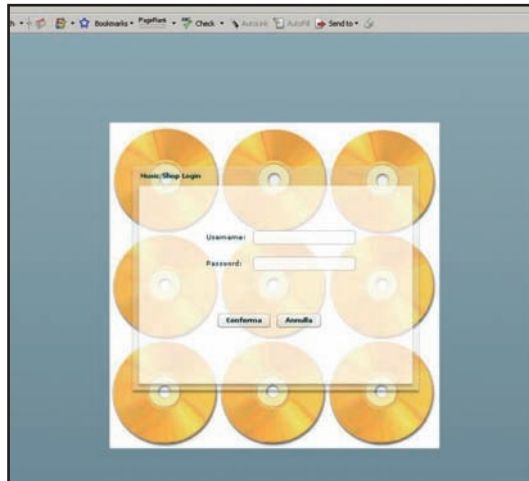 Bookmarks PageRank Check AutoLink AutoFill Send to
Music Shop Login
Username:
Password:
Conferma Annulla